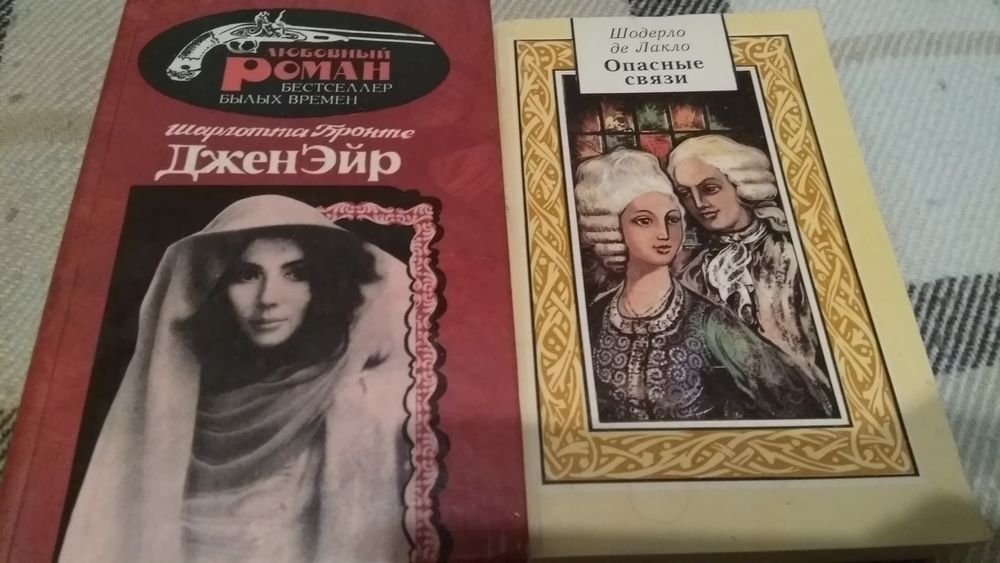 ЛЮБОВНЫЙ
РОМАН
БЕСТСЕЛЛЕР
БЫЛЫХ ВРЕМЕН
Шарлотта Бронте
Джен Эйр
Шодерло
де Лакло
Опасные
связи